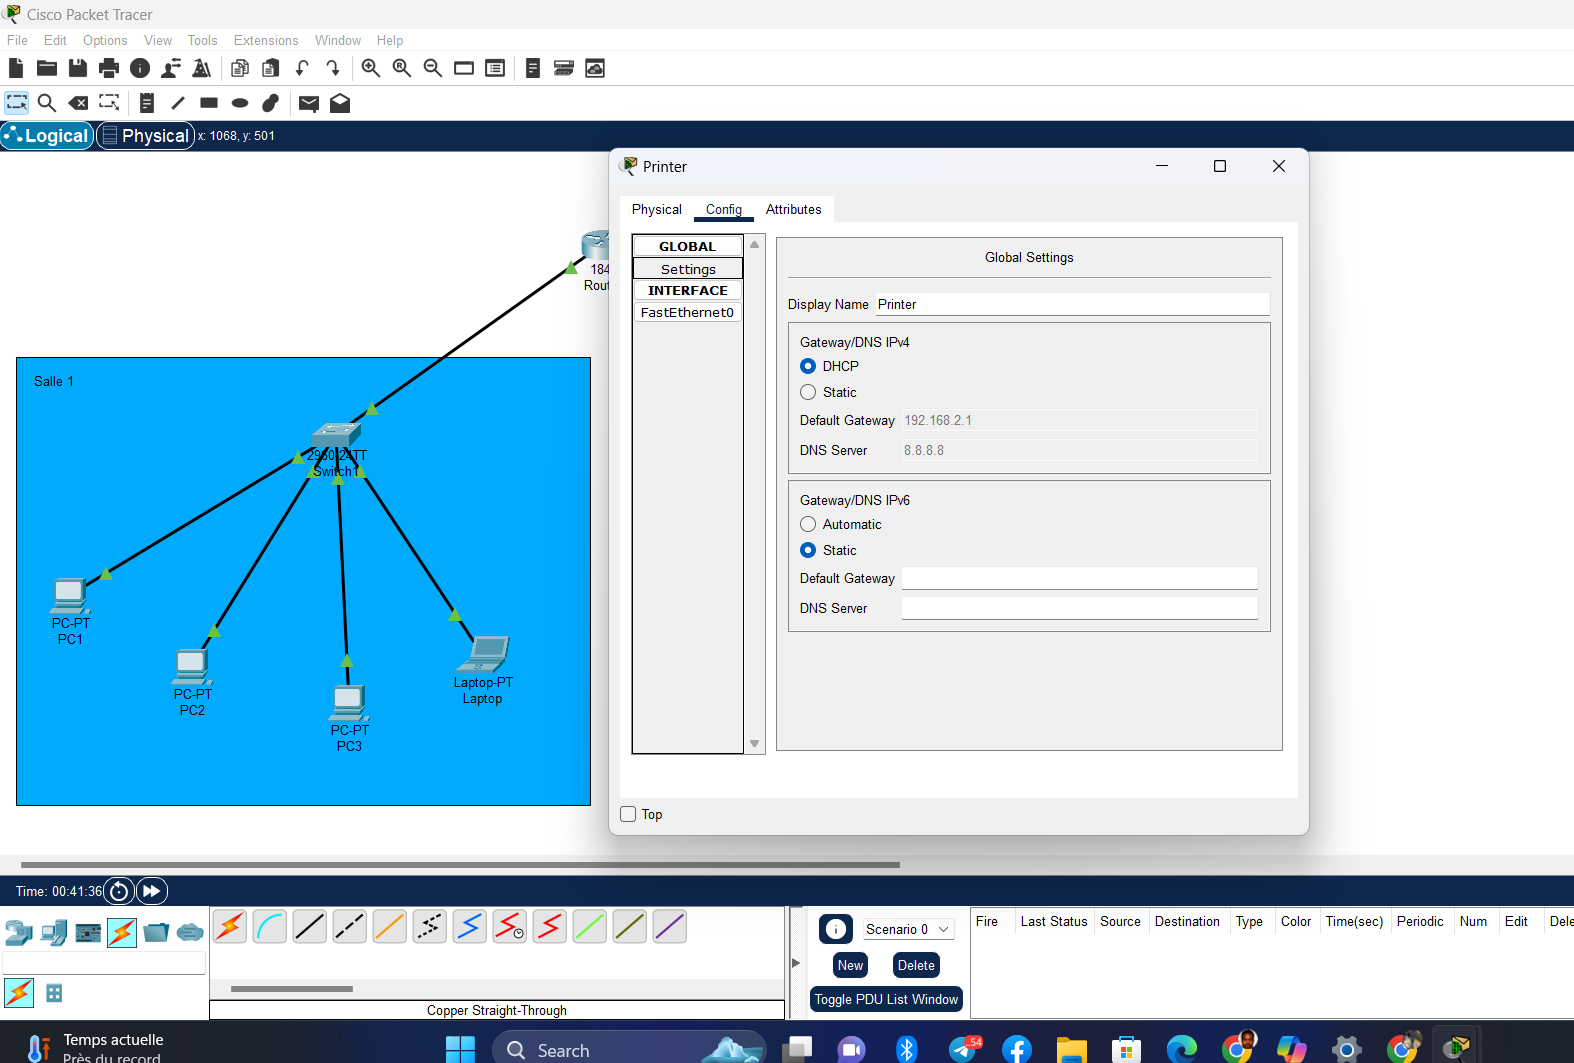 Cisco Packet Tracer
File Edit Options View Tools Extensions Window Help
Logical Physical x: 1068, y: 501
Printer
Physical Config Attributes
GLOBAL
Settings
INTERFACE
FastEthernet0
Global Settings
Display Name Printer
Gateway/DNS IPv4
DHCP
Static
Default Gateway 192.168.2.1
DNS Server 8.8.8.8
Gateway/DNS IPv6
Automatic
Static
Default Gateway
DNS Server
Top
184
Rout
Salle 1
2960-24TT
Switch1
PC-PT
PC1
PC-PT
PC2
PC-PT
PC3
Laptop-PT
Laptop
Time: 00:41:36
Copper Straight-Through
Scenario 0
New Delete
Toggle PDU List Window
Fire Last Status Source Destination Type Color Time(sec) Periodic Num Edit Dele
Temps actuelle
Près du record
Search
..54